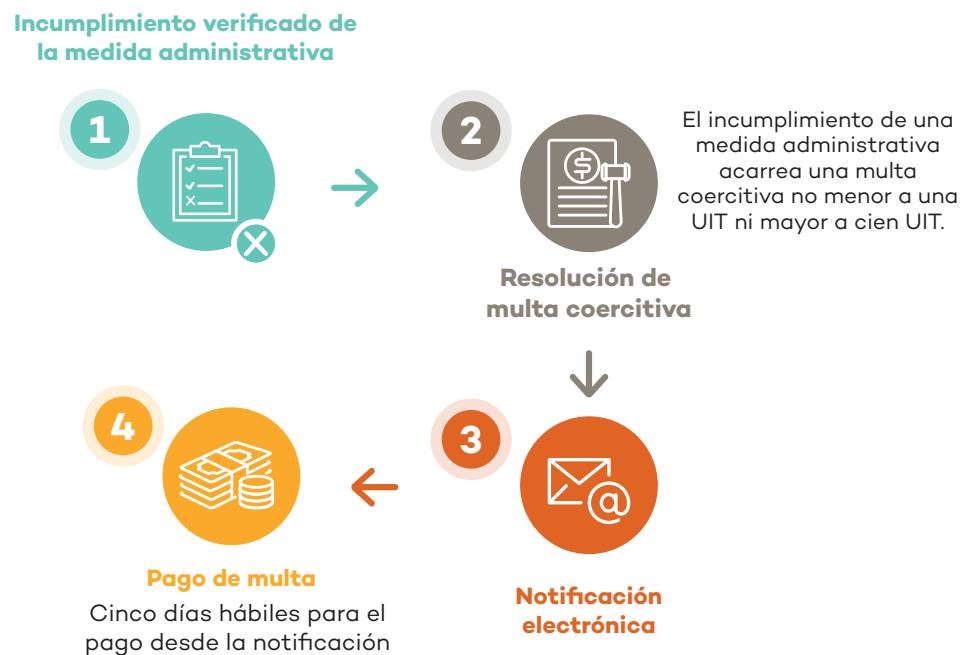 Incumplimiento verificado de
la medida administrativa
1
2
$
El incumplimiento de una
medida administrativa
acarrea una multa
coercitiva no menor a una
UIT ni mayor a cien UIT.
Resolución de
multa coercitiva
3
@
Notificación
electrónica
4
Pago de multa
Cinco días hábiles para el
pago desde la notificación